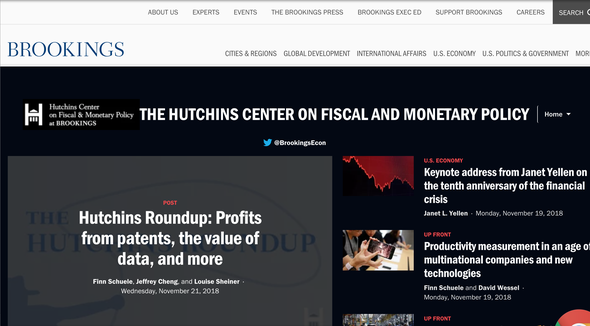 ABOUT US EXPERTS EVENTS THE BROOKINGS PRESS BROOKINGS EXEC ED SUPPORT BROOKINGS CAREERS SEARCH
BROOKINGS
CITIES & REGIONS GLOBAL DEVELOPMENT INTERNATIONAL AFFAIRS U.S. ECONOMY U.S. POLITICS & GOVERNMENT MOR
Hutchins Center
on Fiscal & Monetary Policy
at BROOKINGS
THE HUTCHINS CENTER ON FISCAL AND MONETARY POLICY
Home
@BrookingsEcon
THE
HUTCHINS ROUNDUP
POST
Hutchins Roundup: Profits
from patents, the value of
data, and more
Finn Schuele, Jeffrey Cheng, and Louise Sheiner ·
Wednesday, November 21, 2018
U.S. ECONOMY
Keynote address from Janet Yellen on
the tenth anniversary of the financial
crisis
Janet L. Yellen · Monday, November 19, 2018
UP FRONT
Productivity measurement in an age of
multinational companies and new
technologies
Finn Schuele and David Wessel ·
Monday, November 19, 2018
UP FRONT